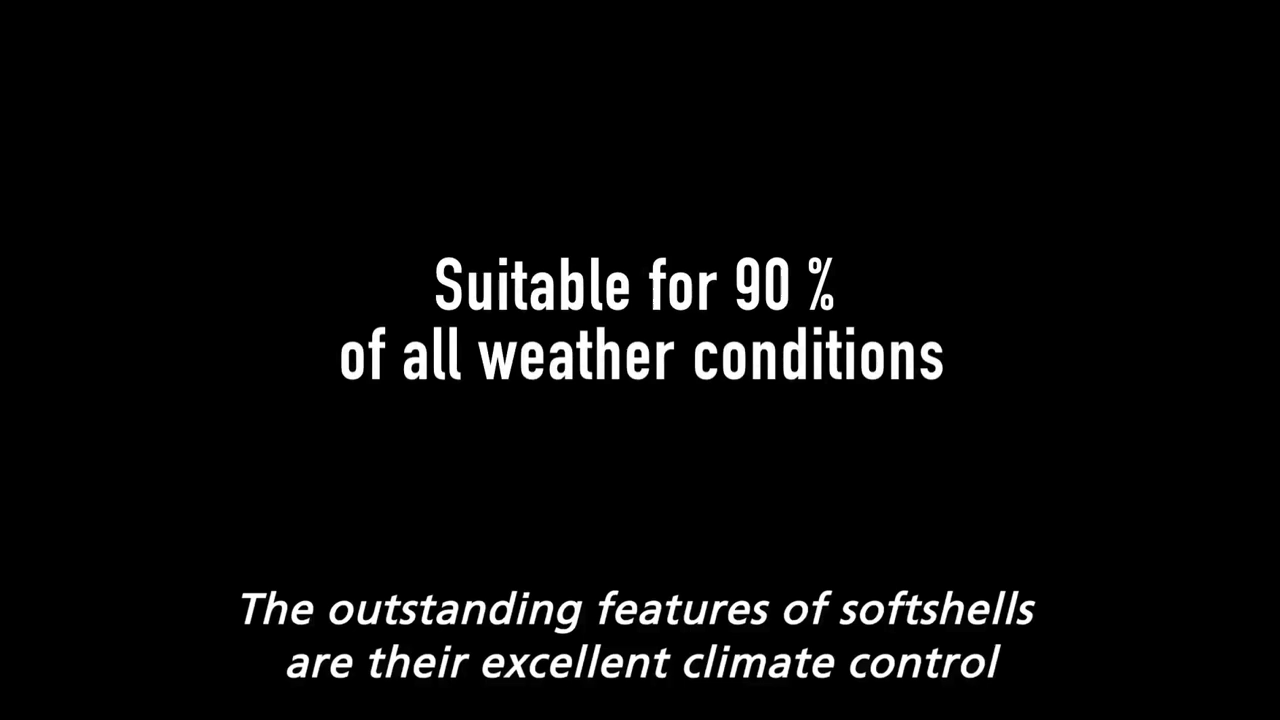 Suitable for 90 %
of all weather conditions
The outstanding features of softshells
are their excellent climate control